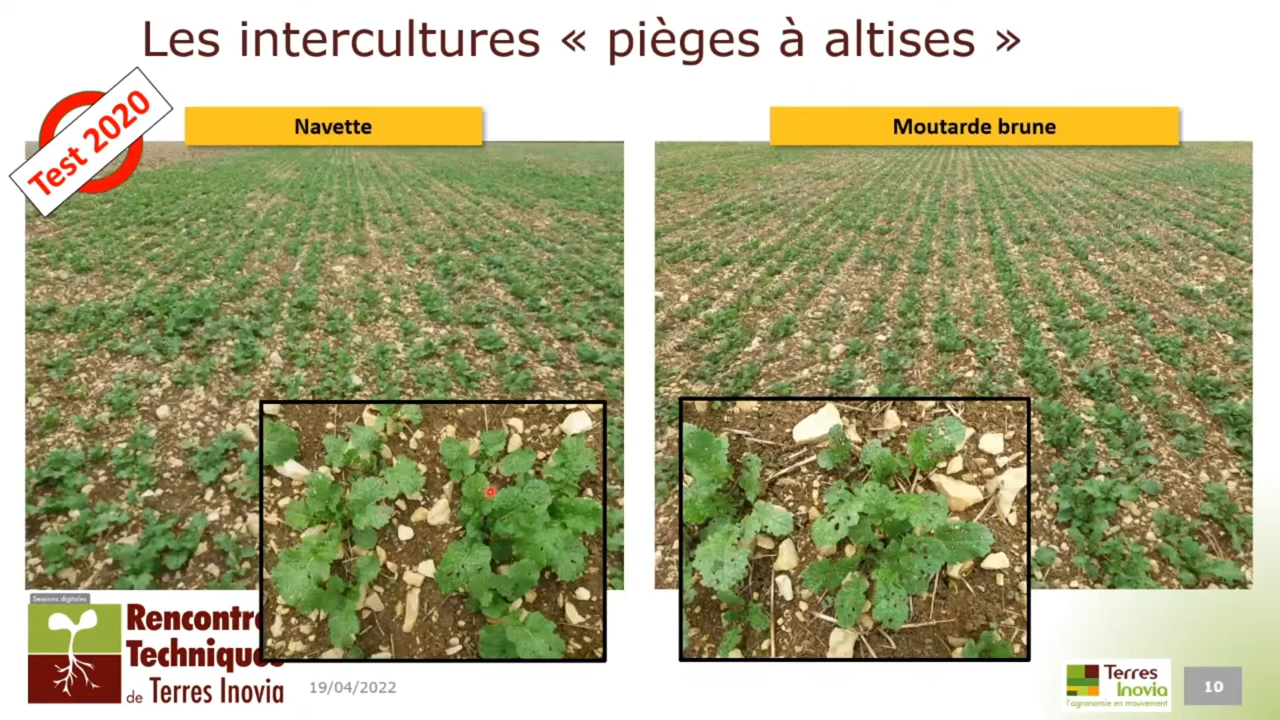 Les intercultures « pièges à altises »
Test 2020
Navette
Moutarde brune
Sessions digitales
Rencontre
Techniques
de Terres Inovia
19/04/2022
Terres
Inovia
l'agronomie en mouvement
10